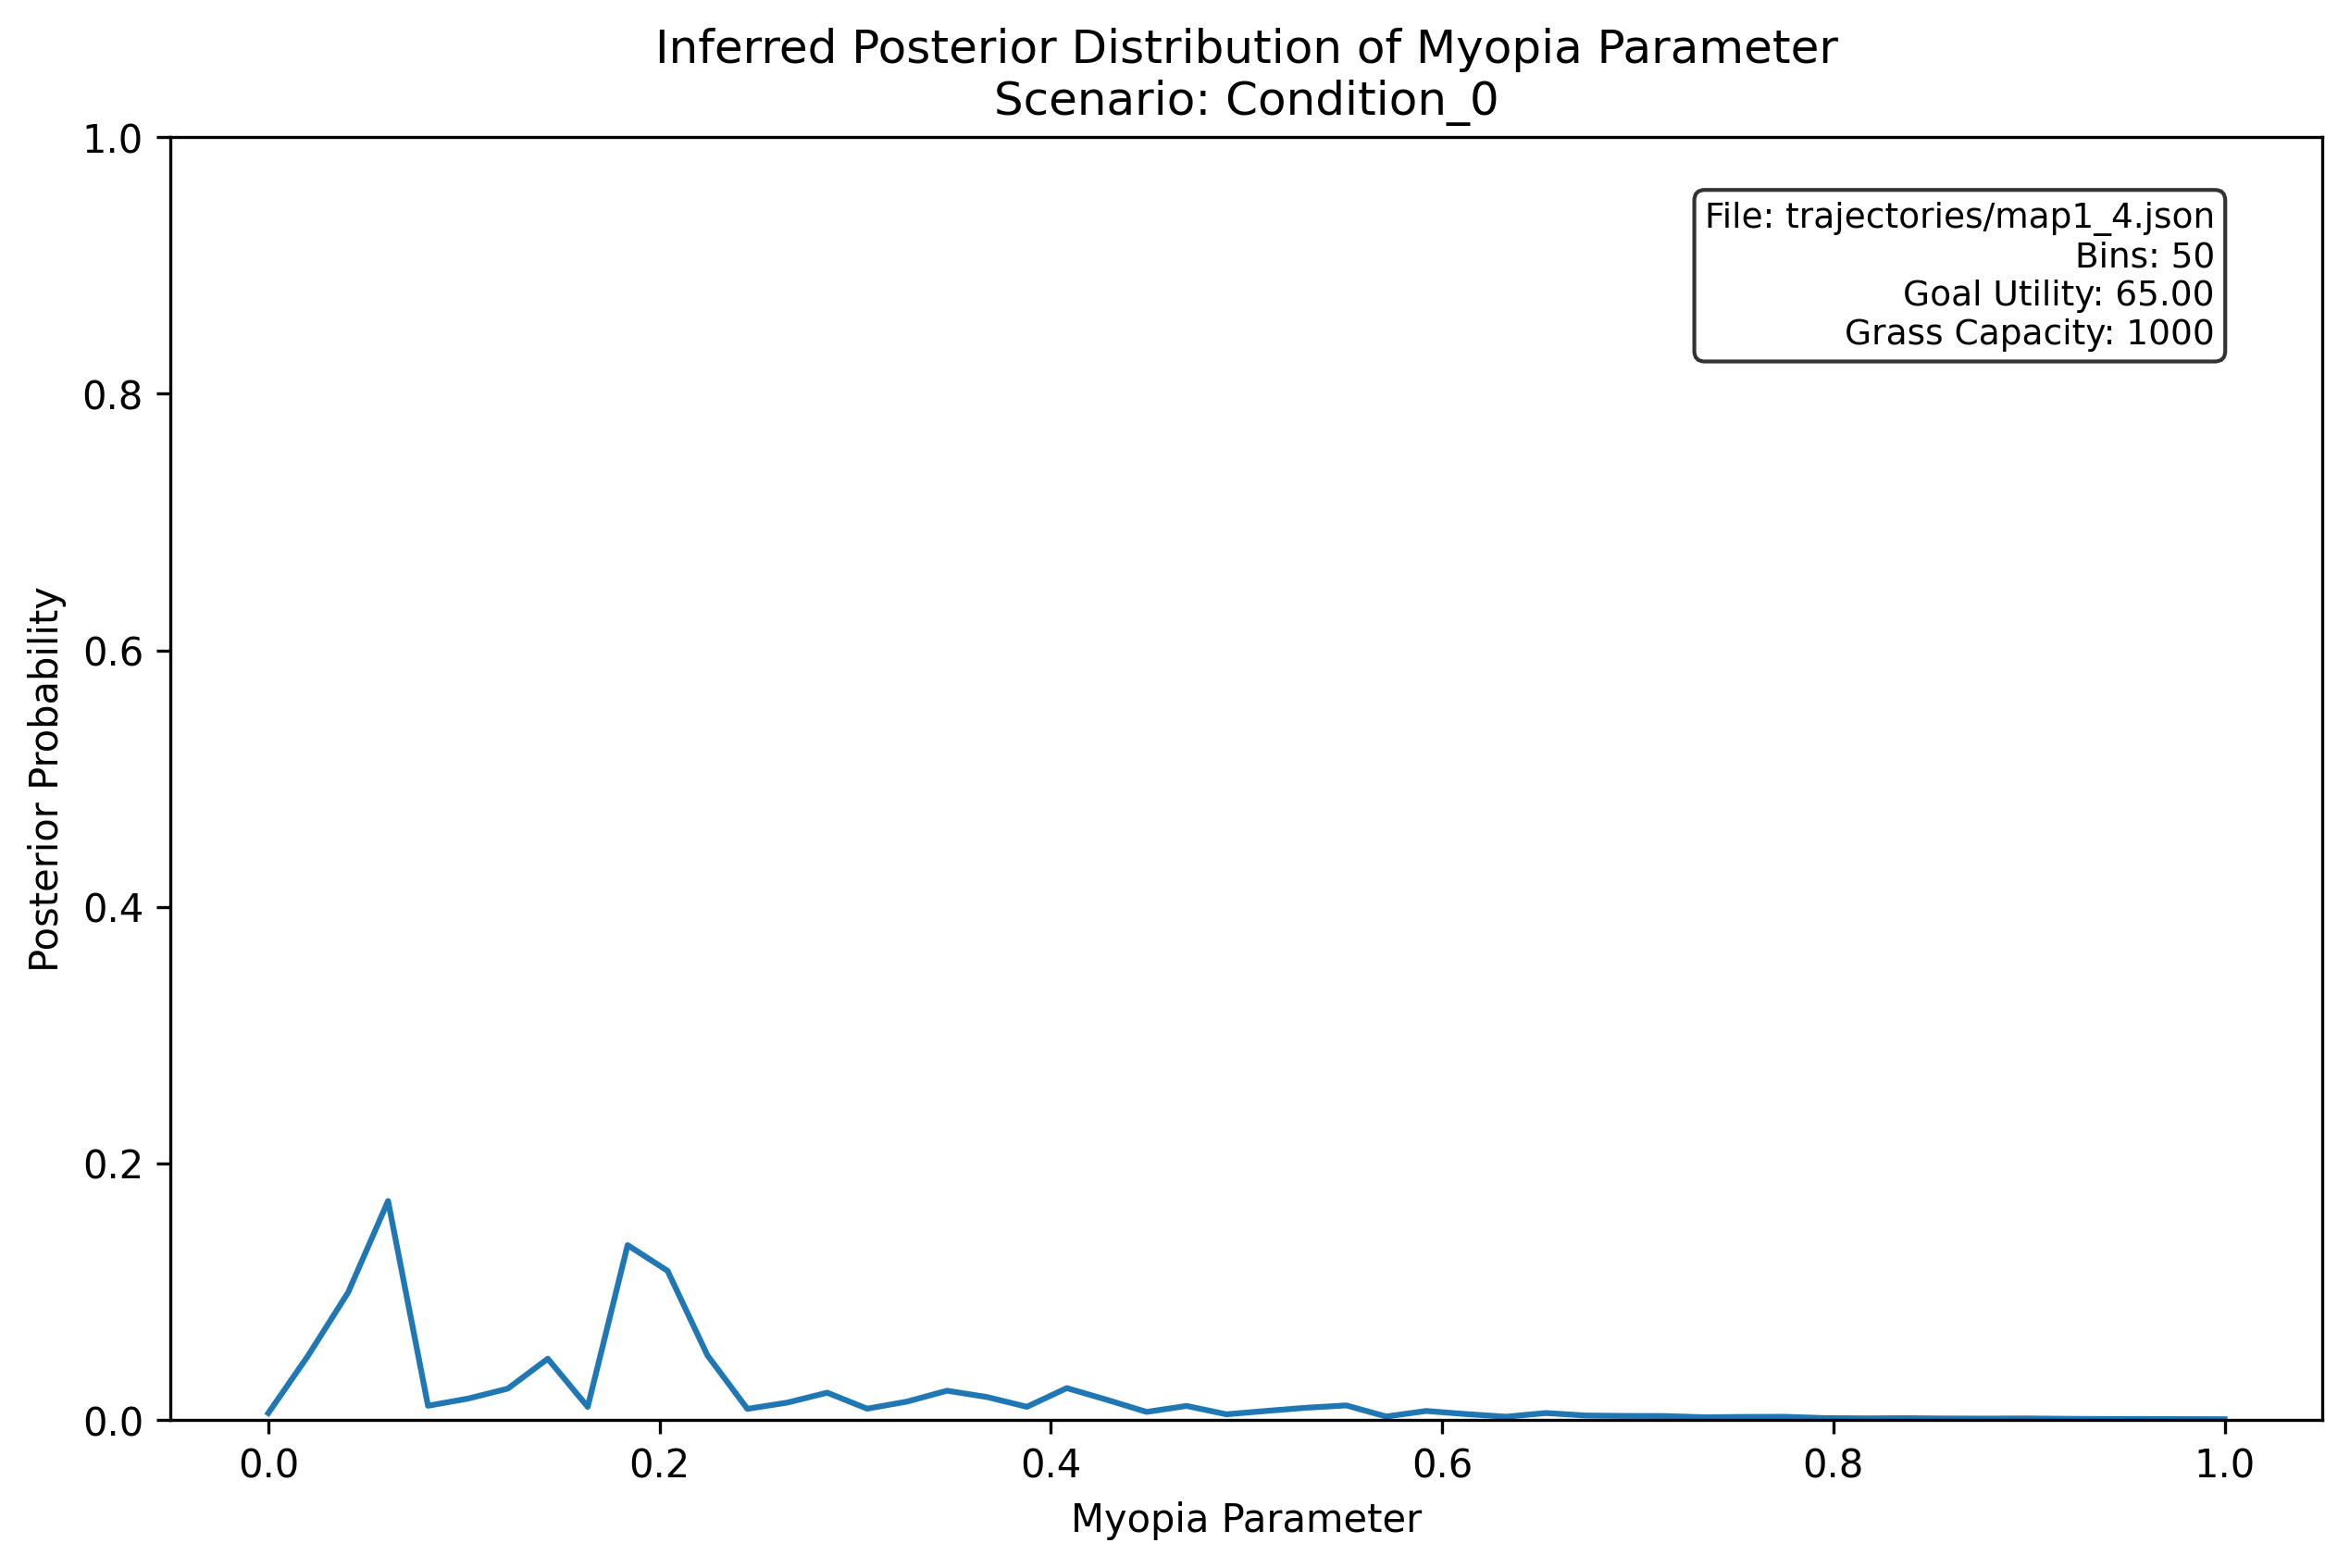 Inferred Posterior Distribution of Myopia Parameter
Scenario: Condition_0
File: trajectories/map1_4.json
Bins: 50
Goal Utility: 65.00
Grass Capacity: 1000
Posterior Probability
1.0
0.8
0.6
0.4
0.2
0.0
0.0 0.2 0.4 0.6 0.8 1.0
Myopia Parameter